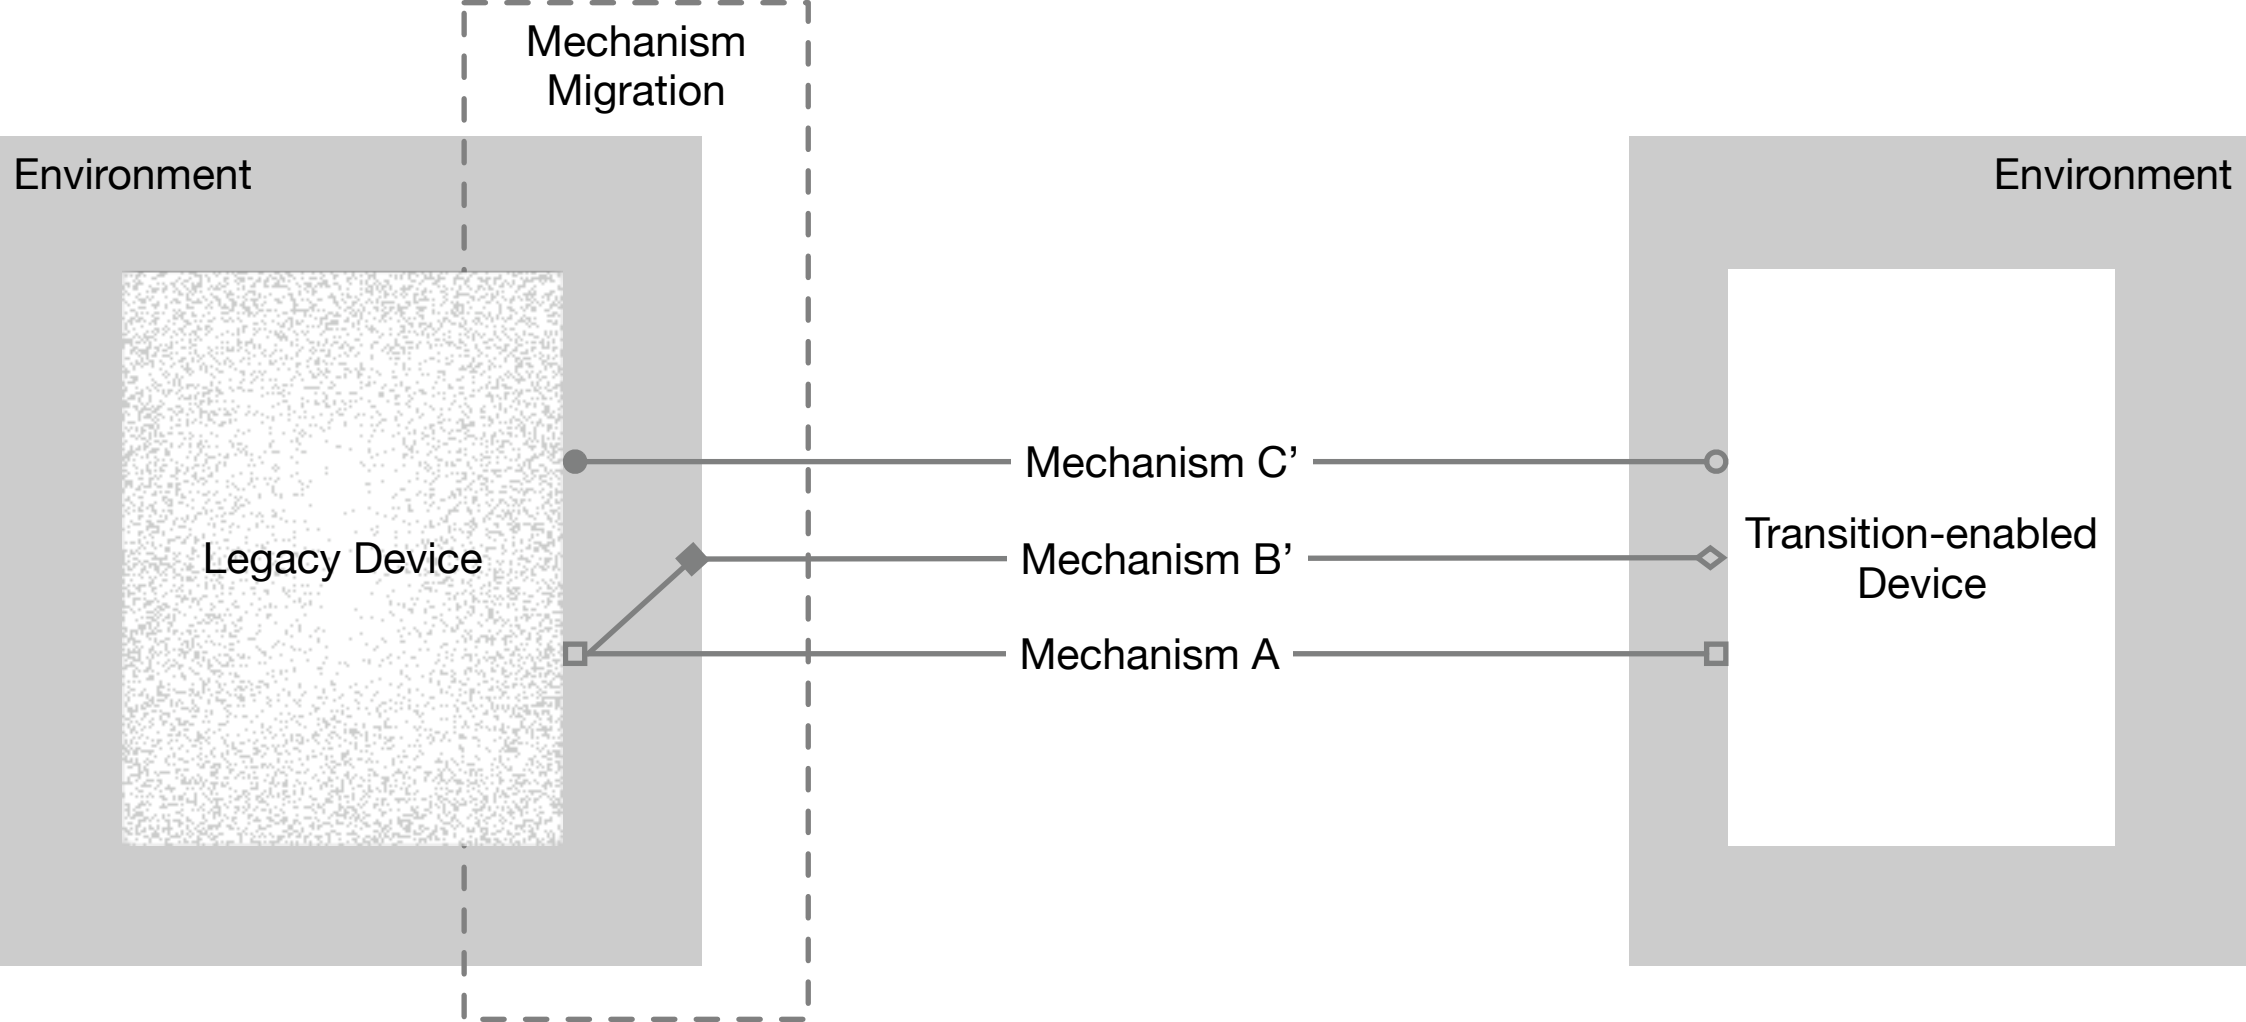 Mechanism
Migration
Environment
Environment
Mechanism C’
Legacy Device
Mechanism B’
Transition-enabled
Device
Mechanism A